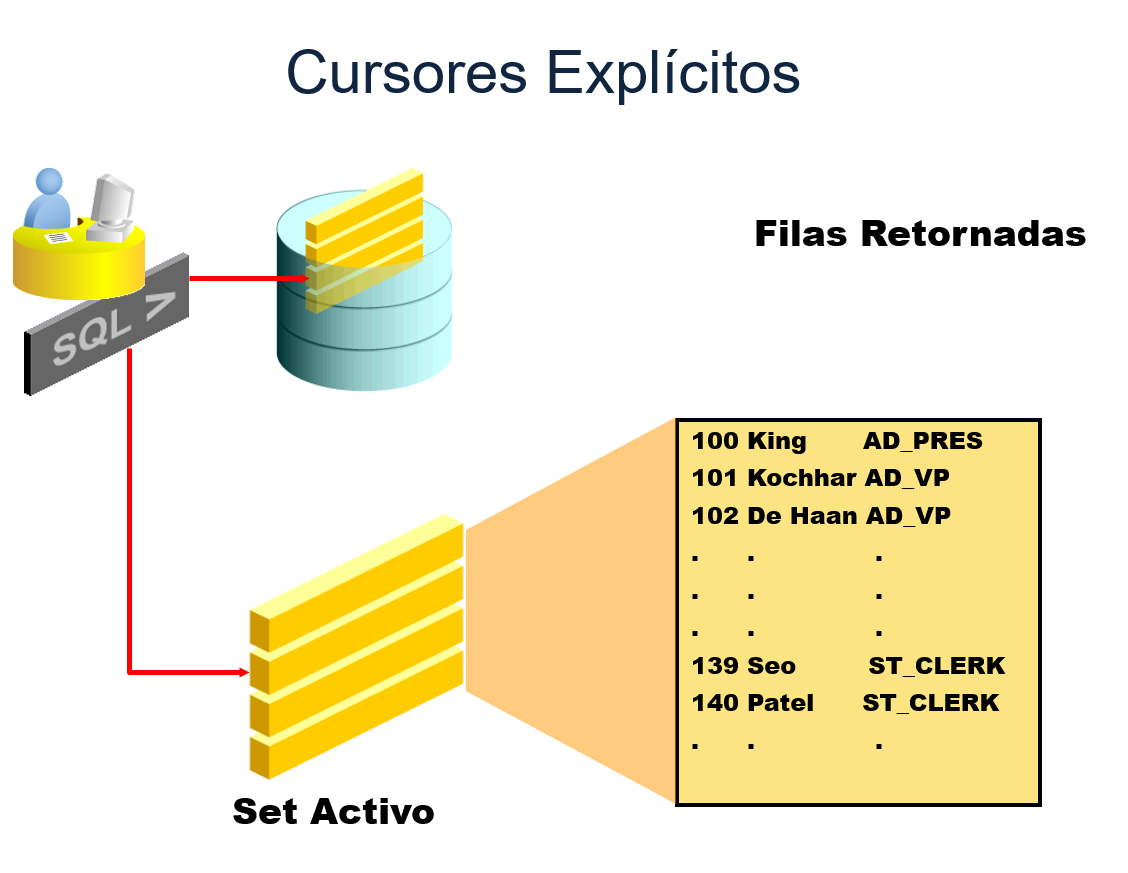 Cursores Explícitos
SQL >
Filas Retornadas
100 King AD_PRES
101 Kochhar AD_VP
102 De Haan AD_VP
. . .
. . .
. . .
139 Seo ST_CLERK
140 Patel ST_CLERK
. . .
Set Activo